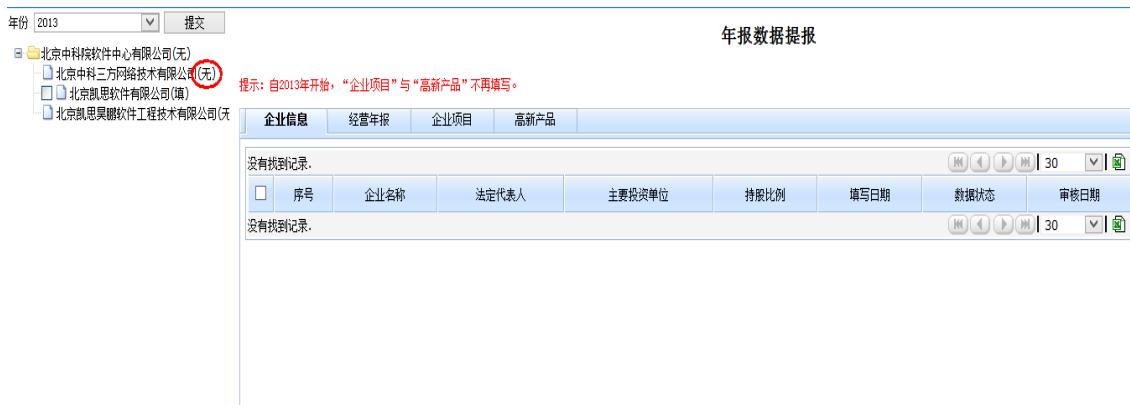 年份 2013 提交
年报数据提报
北京中科院软件中心有限公司(无)
北京中科三方网络技术有限公司(无)
北京凯思软件有限公司(填)
北京凯思昊鹏软件工程技术有限公司(无
提示：自2013年开始，“企业项目”与“高新产品”不再填写。
企业信息 经营年报 企业项目 高新产品
没有找到记录. 30
序号 企业名称 法定代表人 主要投资单位 持股比例 填写日期 数据状态 审核日期
没有找到记录. 30